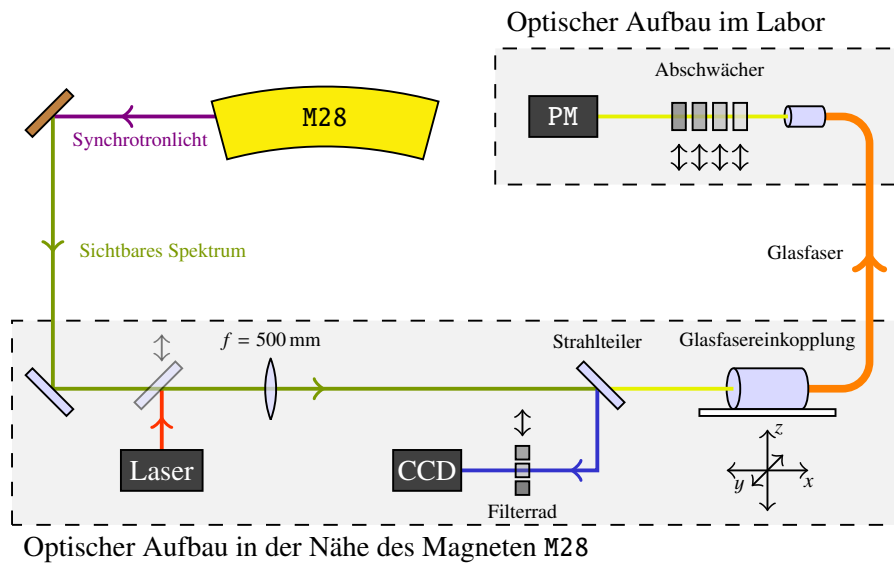 Optischer Aufbau im Labor
Abschwächer
PM
M28
Synchrotronlicht
Sichtbares Spektrum
Glasfaser
f = 500 mm
Strahlteiler
Glasfasereinkopplung
Laser
CCD
Filterrad
z
y
x
Optischer Aufbau in der Nähe des Magneten M28